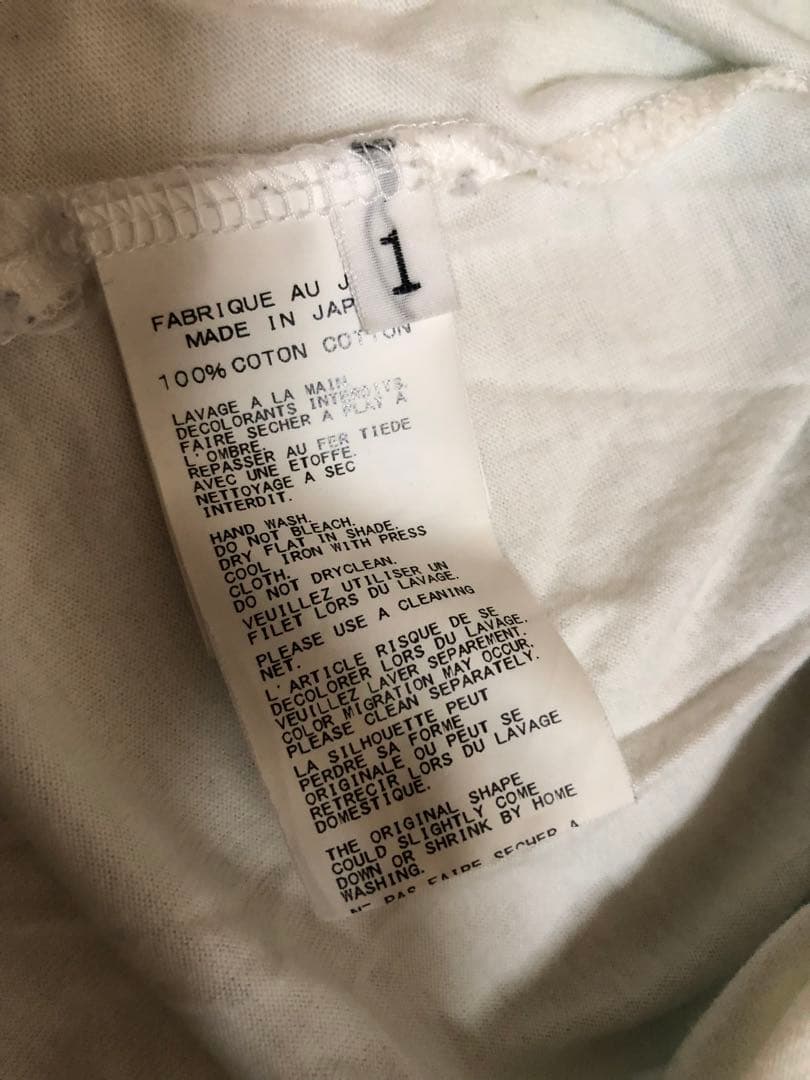 1
FABRIQUE AU J
MADE IN JAP
100% COTON COTTON
LAVAGE A LA MAIN.
DECOLORANTS INTERDITS.
FAIRE SECHER A PLAT A
L'OMBRE.
REPASSER AU FER TIEDE
AVEC UNE ETOFFE.
NETTOYAGE A SEC
INTERDIT.
HAND WASH.
DO NOT BLEACH.
DRY FLAT IN SHADE.
COOL IRON WITH PRESS
CLOTH.
DO NOT DRYCLEAN.
VEUILLEZ UTILISER UN
FILET LORS DU LAVAGE.
PLEASE USE A CLEANING
NET.
L'ARTICLE RISQUE DE SE
DECOLORER LORS DU LAVAGE.
VEUILLEZ LAVER SEPAREMENT.
COLOR MIGRATION MAY OCCUR.
PLEASE CLEAN SEPARATELY.
LA SILHOUETTE PEUT
PERDRE SA FORME
ORIGINALE OU PEUT SE
RETRECIR LORS DU LAVAGE
DOMESTIQUE.
THE ORIGINAL SHAPE
COULD SLIGHTLY COME
DOWN OR SHRINK BY HOME
WASHING.
NE PAS FAIRE SECHER A